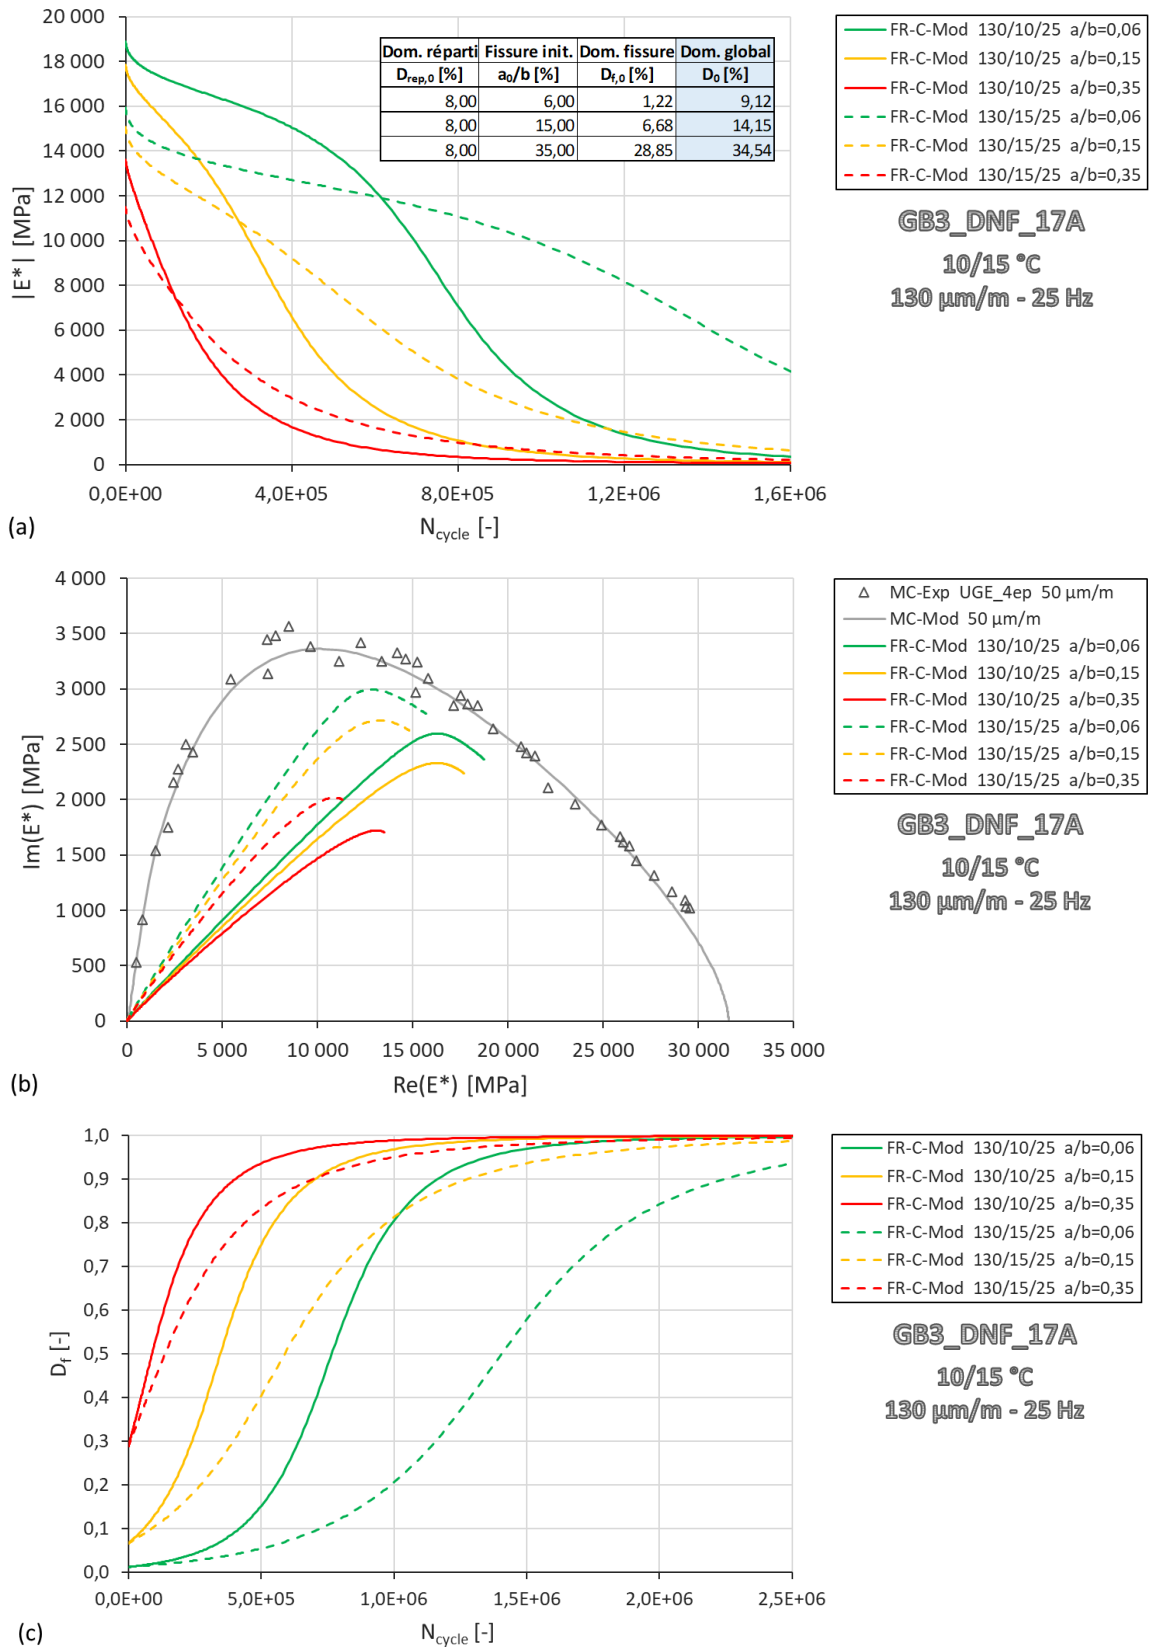 20 000
18 000
16 000
14 000
12 000
10 000
8 000
6 000
4 000
2 000
0
|E*| [MPa]
0,0E+00 4,0E+05 8,0E+05 1,2E+06 1,6E+06
N_cycle [-]
(a)
Dom. réparti Fissure init. Dom. fissure Dom. global
D_rep,0 [%] a_0/b [%] D_f,0 [%] D_0 [%]
8,00 6,00 1,22 9,12
8,00 15,00 6,68 14,15
8,00 35,00 28,85 34,54
FR-C-Mod 130/10/25 a/b=0,06
FR-C-Mod 130/10/25 a/b=0,15
FR-C-Mod 130/10/25 a/b=0,35
FR-C-Mod 130/15/25 a/b=0,06
FR-C-Mod 130/15/25 a/b=0,15
FR-C-Mod 130/15/25 a/b=0,35
GB3_DNF_17A
10/15 °C
130 µm/m - 25 Hz
4 000
3 500
3 000
2 500
2 000
1 500
1 000
500
0
Im(E*) [MPa]
0 5 000 10 000 15 000 20 000 25 000 30 000 35 000
Re(E*) [MPa]
(b)
MC-Exp UGE_4ep 50 µm/m
MC-Mod 50 µm/m
FR-C-Mod 130/10/25 a/b=0,06
FR-C-Mod 130/10/25 a/b=0,15
FR-C-Mod 130/10/25 a/b=0,35
FR-C-Mod 130/15/25 a/b=0,06
FR-C-Mod 130/15/25 a/b=0,15
FR-C-Mod 130/15/25 a/b=0,35
GB3_DNF_17A
10/15 °C
130 µm/m - 25 Hz
1,0
0,9
0,8
0,7
0,6
0,5
0,4
0,3
0,2
0,1
0,0
D_f [-]
0,0E+00 5,0E+05 1,0E+06 1,5E+06 2,0E+06 2,5E+06
N_cycle [-]
(c)
FR-C-Mod 130/10/25 a/b=0,06
FR-C-Mod 130/10/25 a/b=0,15
FR-C-Mod 130/10/25 a/b=0,35
FR-C-Mod 130/15/25 a/b=0,06
FR-C-Mod 130/15/25 a/b=0,15
FR-C-Mod 130/15/25 a/b=0,35
GB3_DNF_17A
10/15 °C
130 µm/m - 25 Hz